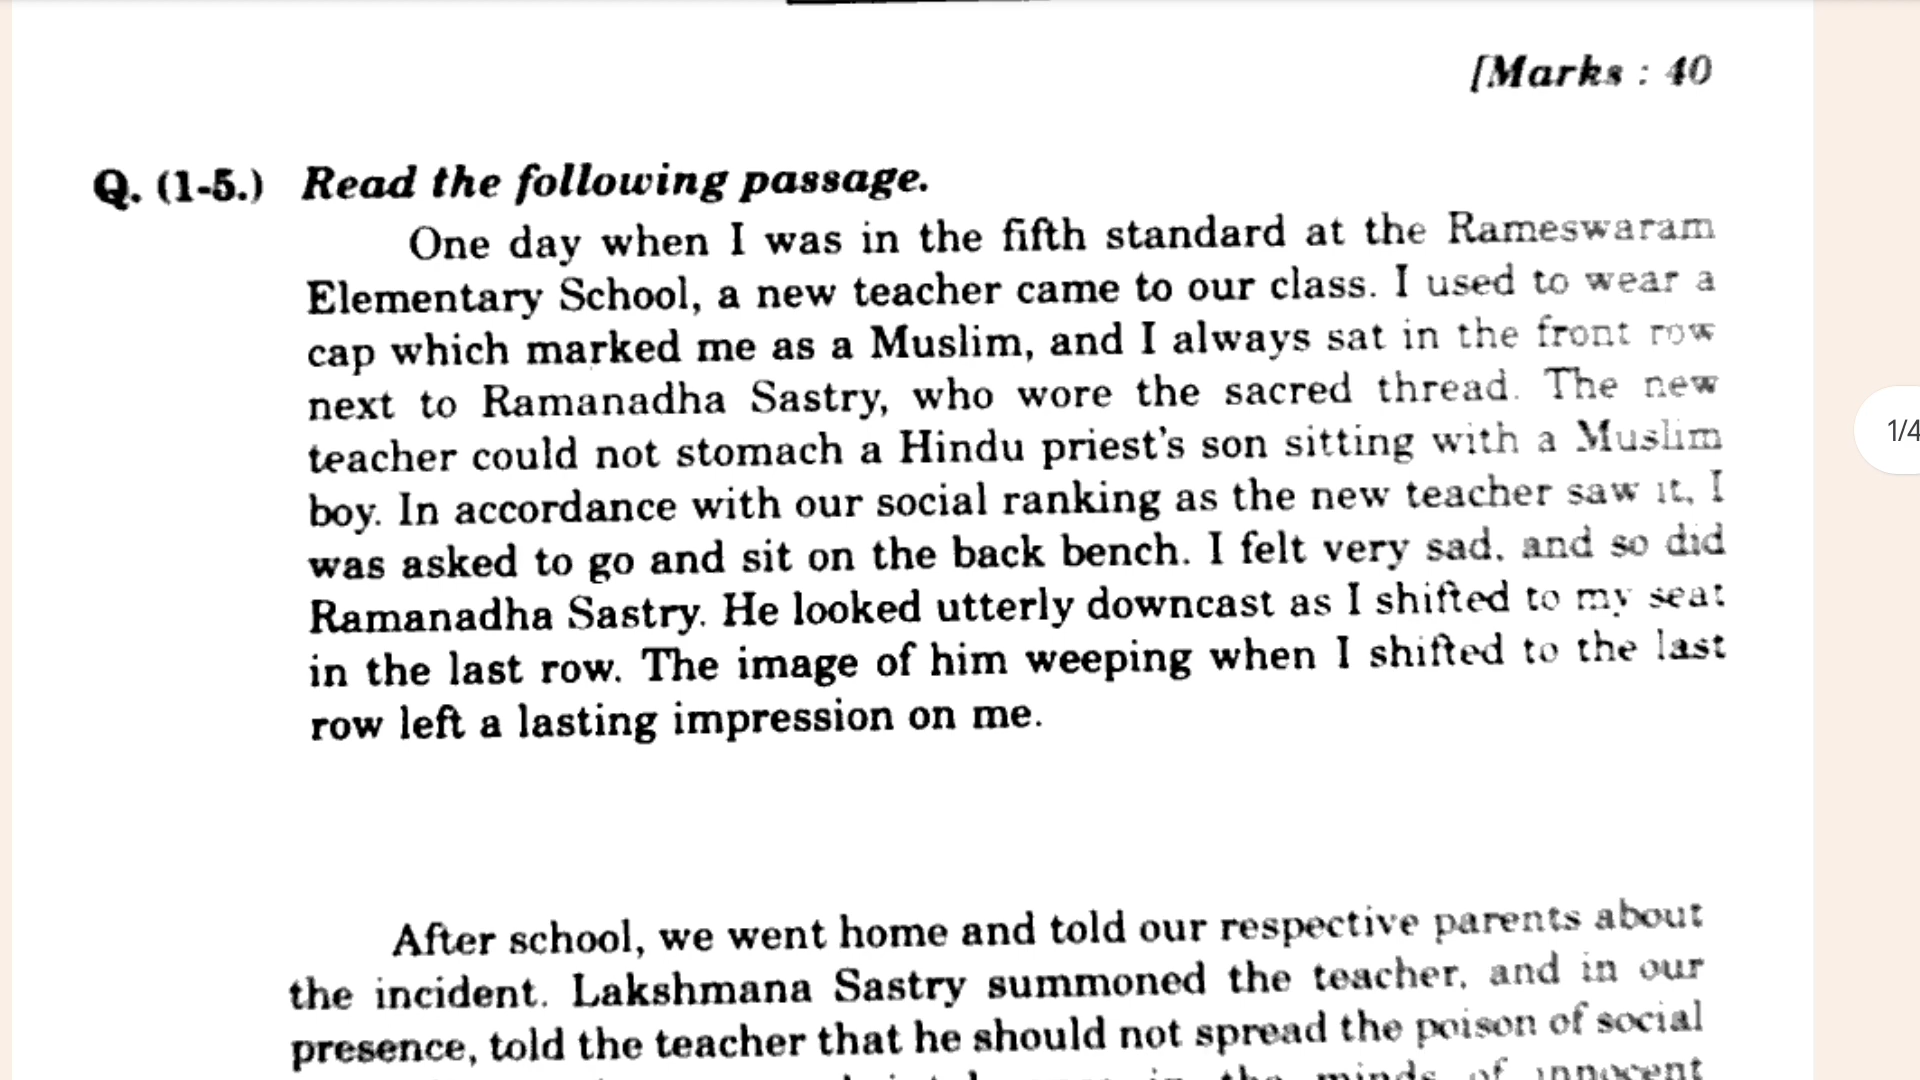 [Marks : 40
Q. (1-5.) Read the following passage.
One day when I was in the fifth standard at the Rameswaram
Elementary School, a new teacher came to our class. I used to wear a
cap which marked me as a Muslim, and I always sat in the front row
next to Ramanadha Sastry, who wore the sacred thread. The new
teacher could not stomach a Hindu priest's son sitting with a Muslim
boy. In accordance with our social ranking as the new teacher saw it, I
was asked to go and sit on the back bench. I felt very sad, and so did
Ramanadha Sastry. He looked utterly downcast as I shifted to my seat
in the last row. The image of him weeping when I shifted to the last
row left a lasting impression on me.
1/4
After school, we went home and told our respective parents about
the incident. Lakshmana Sastry summoned the teacher, and in our
presence, told the teacher that he should not spread the poison of social
in the minds of innocent